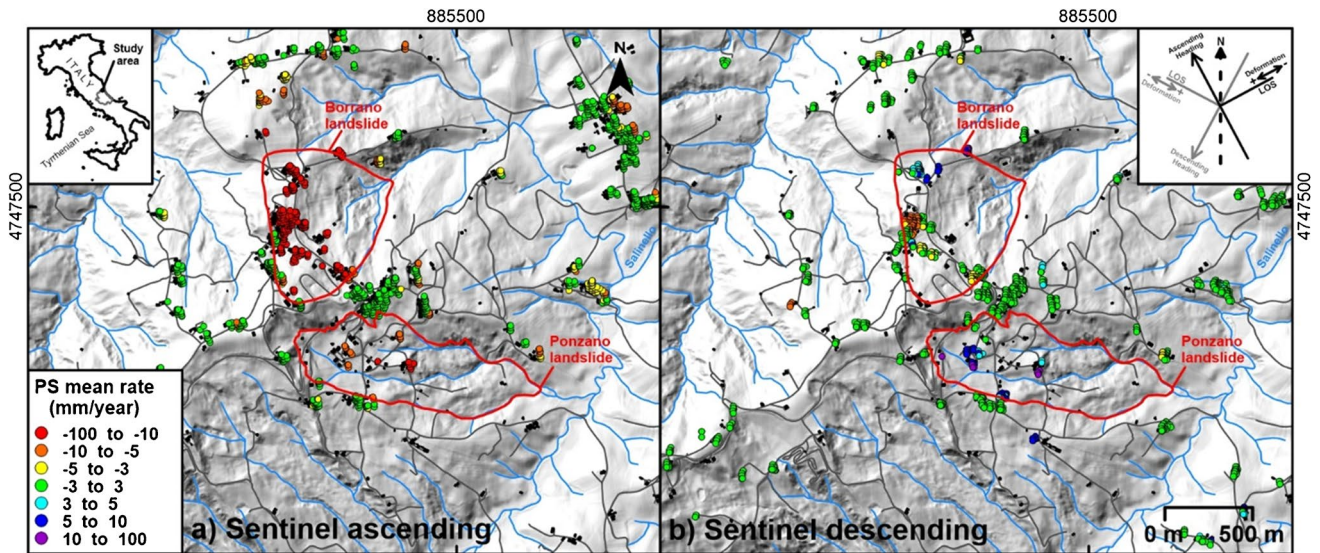 885500
885500
4747500
4747500
Study
area
ITALY
Tyrrhenian Sea
N
Borrano
landslide
Salinello
Ponzano
landslide
PS mean rate
(mm/year)
-100 to -10
-10 to -5
-5 to -3
-3 to 3
3 to 5
5 to 10
10 to 100
a) Sentinel ascending
Ascending
Heading
N
Deformation
LOS
LOS
Deformation
Descending
Heading
Borrano
landslide
Salinello
Ponzano
landslide
b) Sentinel descending
0 m 500 m